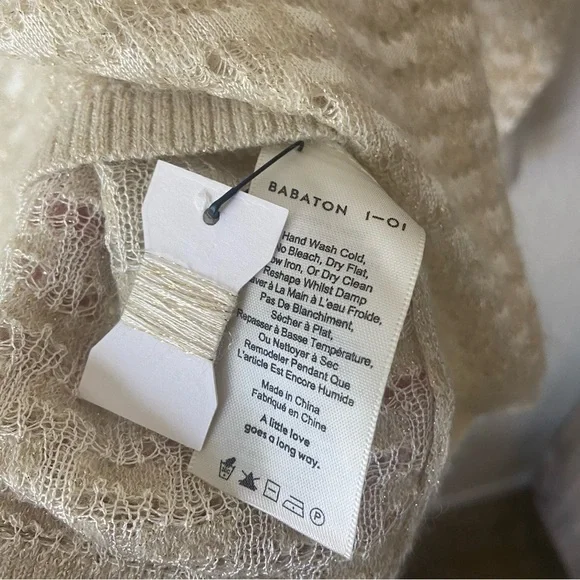 BABATON 1-01
Hand Wash Cold,
No Bleach, Dry Flat,
Low Iron, Or Dry Clean
Reshape Whilst Damp
Laver à La Main à L'eau Froide,
Pas De Blanchiment,
Sécher à Plat,
Repasser à Basse Température,
Ou Nettoyer à Sec
Remodeler Pendant Que
L'article Est Encore Humide
Made in China
Fabriqué en Chine
A little love
goes a long way.
P